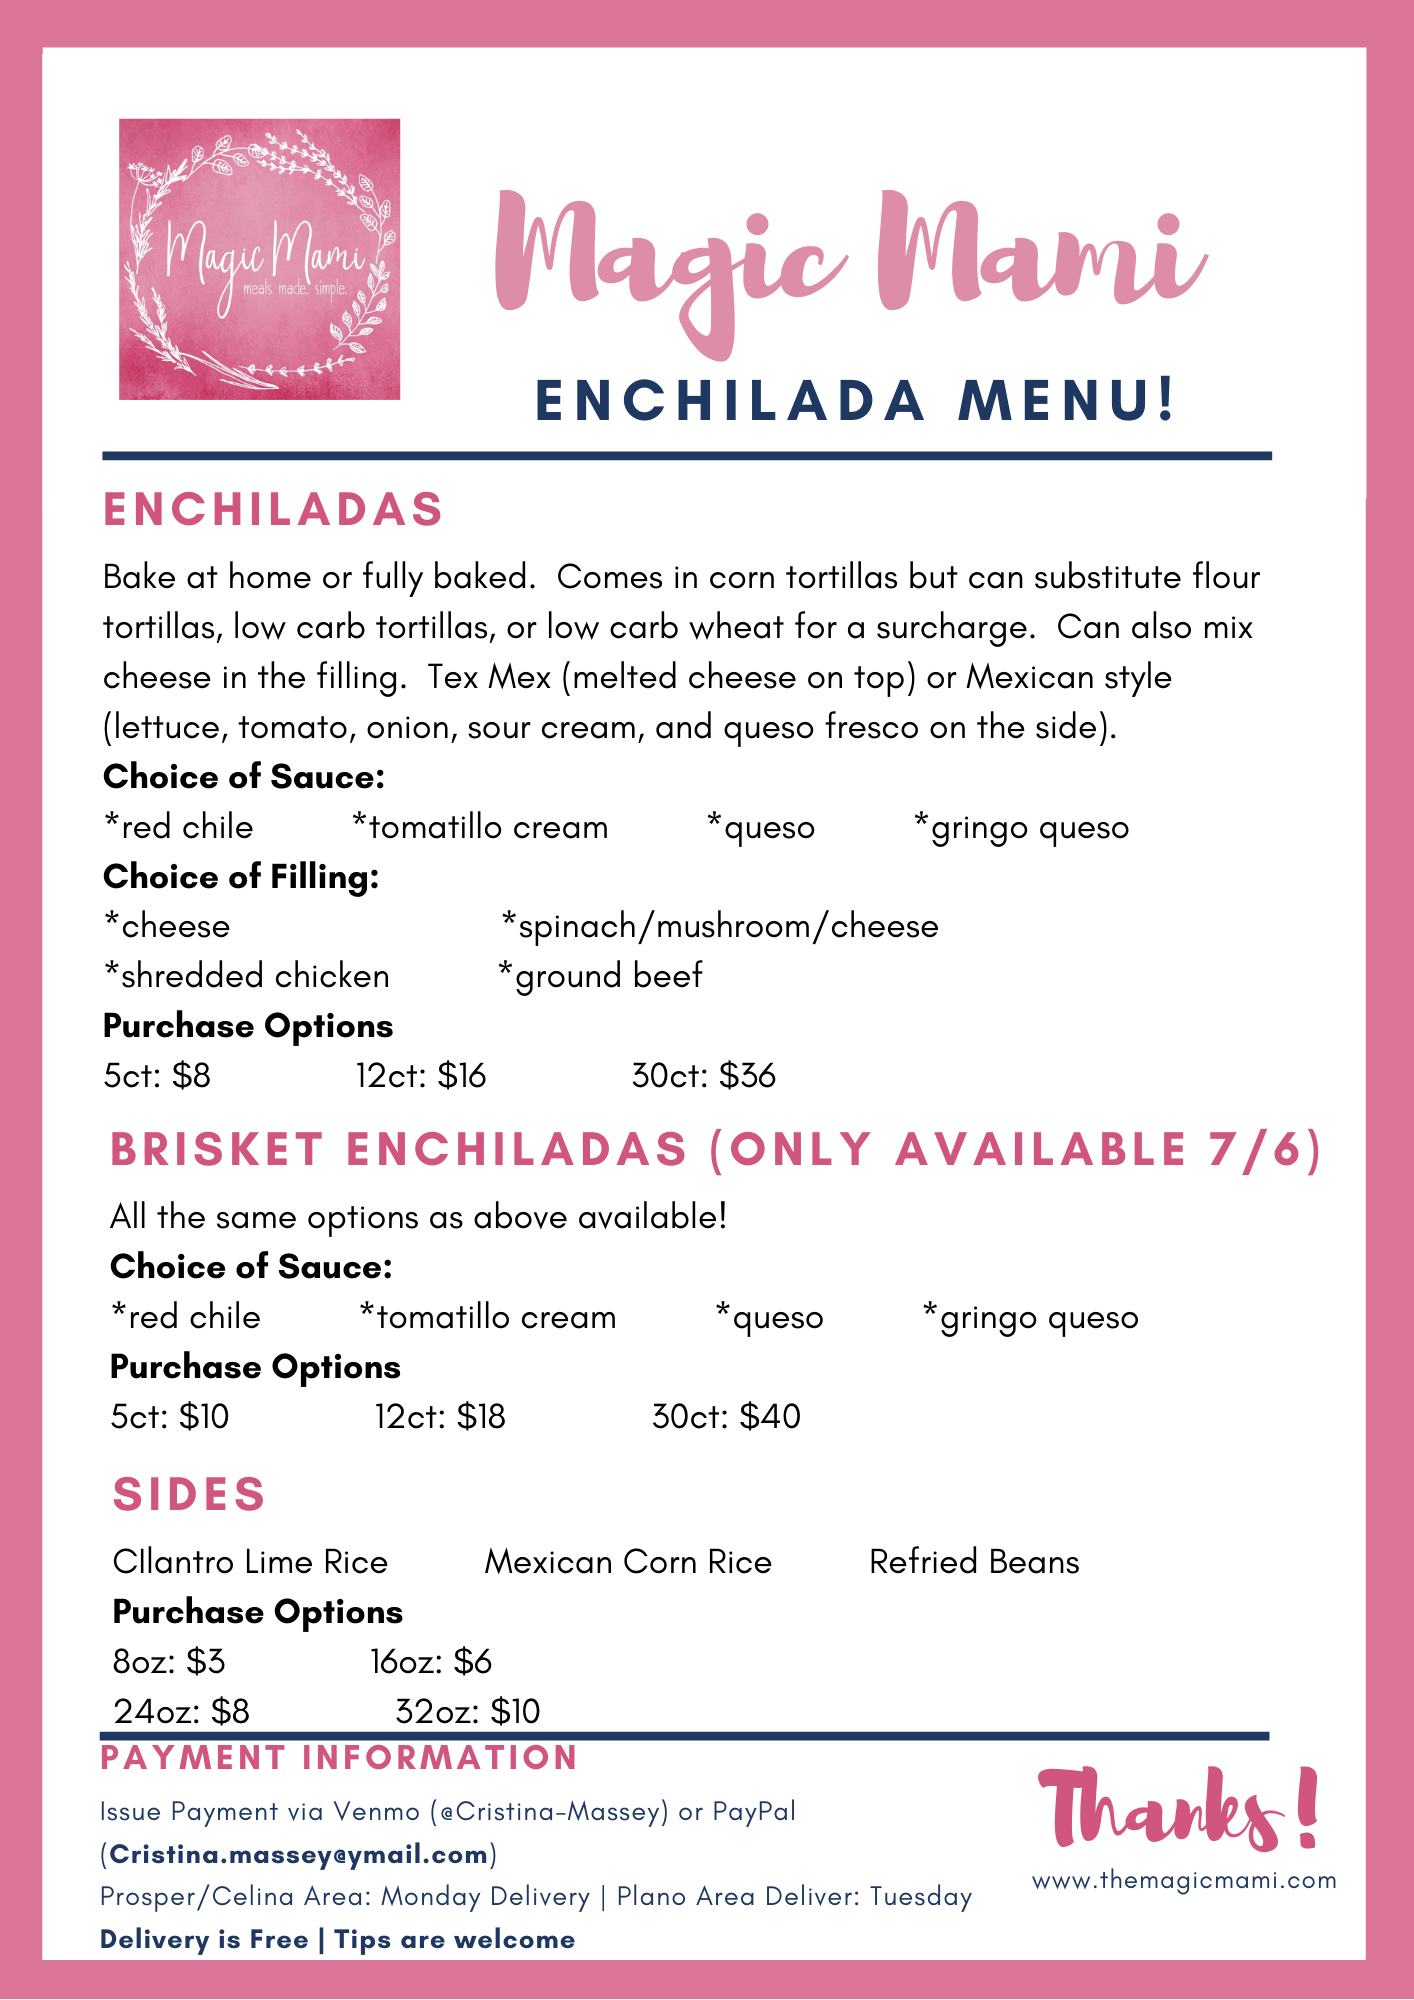 Magic Mami
meals made. simple.
Magic Mami
ENCHILADA MENU!
ENCHILADAS
Bake at home or fully baked.  Comes in corn tortillas but can substitute flour
tortillas, low carb tortillas, or low carb wheat for a surcharge.  Can also mix
cheese in the filling.  Tex Mex (melted cheese on top) or Mexican style
(lettuce, tomato, onion, sour cream, and queso fresco on the side).
Choice of Sauce:
*red chile *tomatillo cream *queso *gringo queso
Choice of Filling:
*cheese *spinach/mushroom/cheese
*shredded chicken *ground beef
Purchase Options
5ct: $8 12ct: $16 30ct: $36
BRISKET ENCHILADAS (ONLY AVAILABLE 7/6)
All the same options as above available!
Choice of Sauce:
*red chile *tomatillo cream *queso *gringo queso
Purchase Options
5ct: $10 12ct: $18 30ct: $40
SIDES
CIlantro Lime Rice Mexican Corn Rice Refried Beans
Purchase Options
8oz: $3 16oz: $6
24oz: $8 32oz: $10
PAYMENT INFORMATION
Issue Payment via Venmo (@Cristina-Massey) or PayPal
(Cristina.massey@ymail.com)
Prosper/Celina Area: Monday Delivery | Plano Area Deliver: Tuesday
Delivery is Free | Tips are welcome
Thanks!
www.themagicmami.com